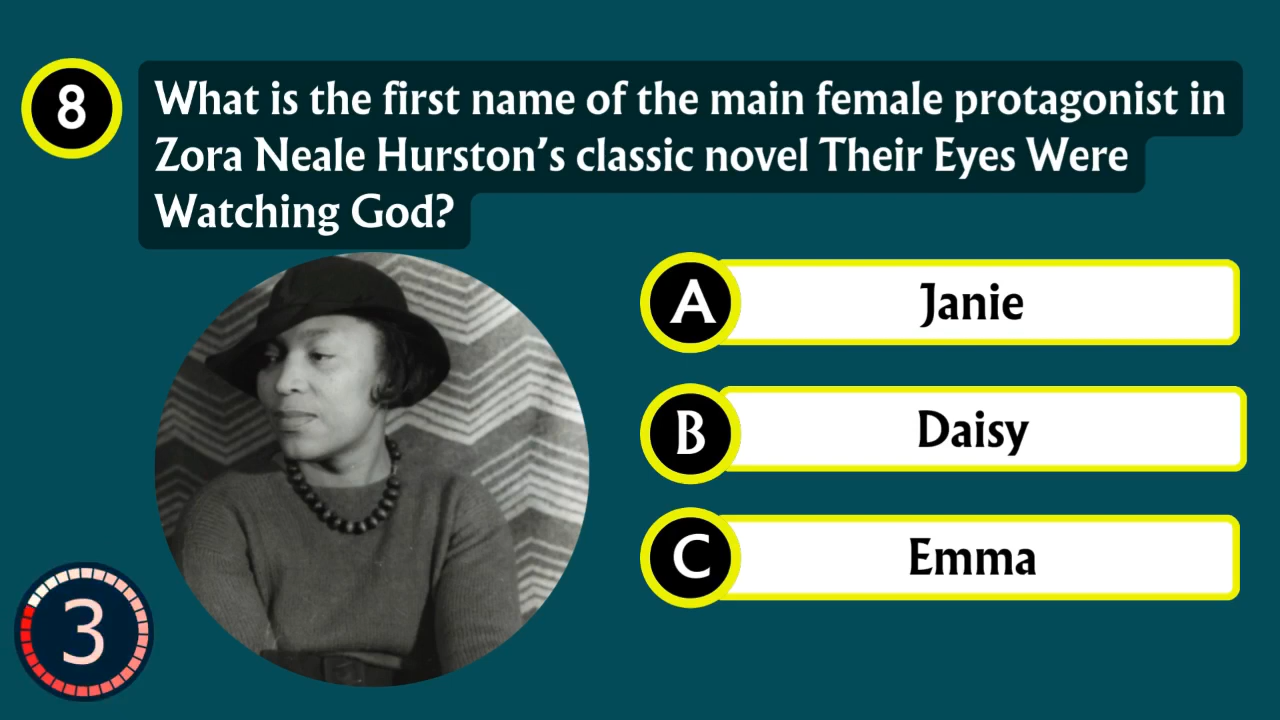 8
What is the first name of the main female protagonist in
Zora Neale Hurston’s classic novel Their Eyes Were
Watching God?
A
Janie
B
Daisy
C
Emma
3